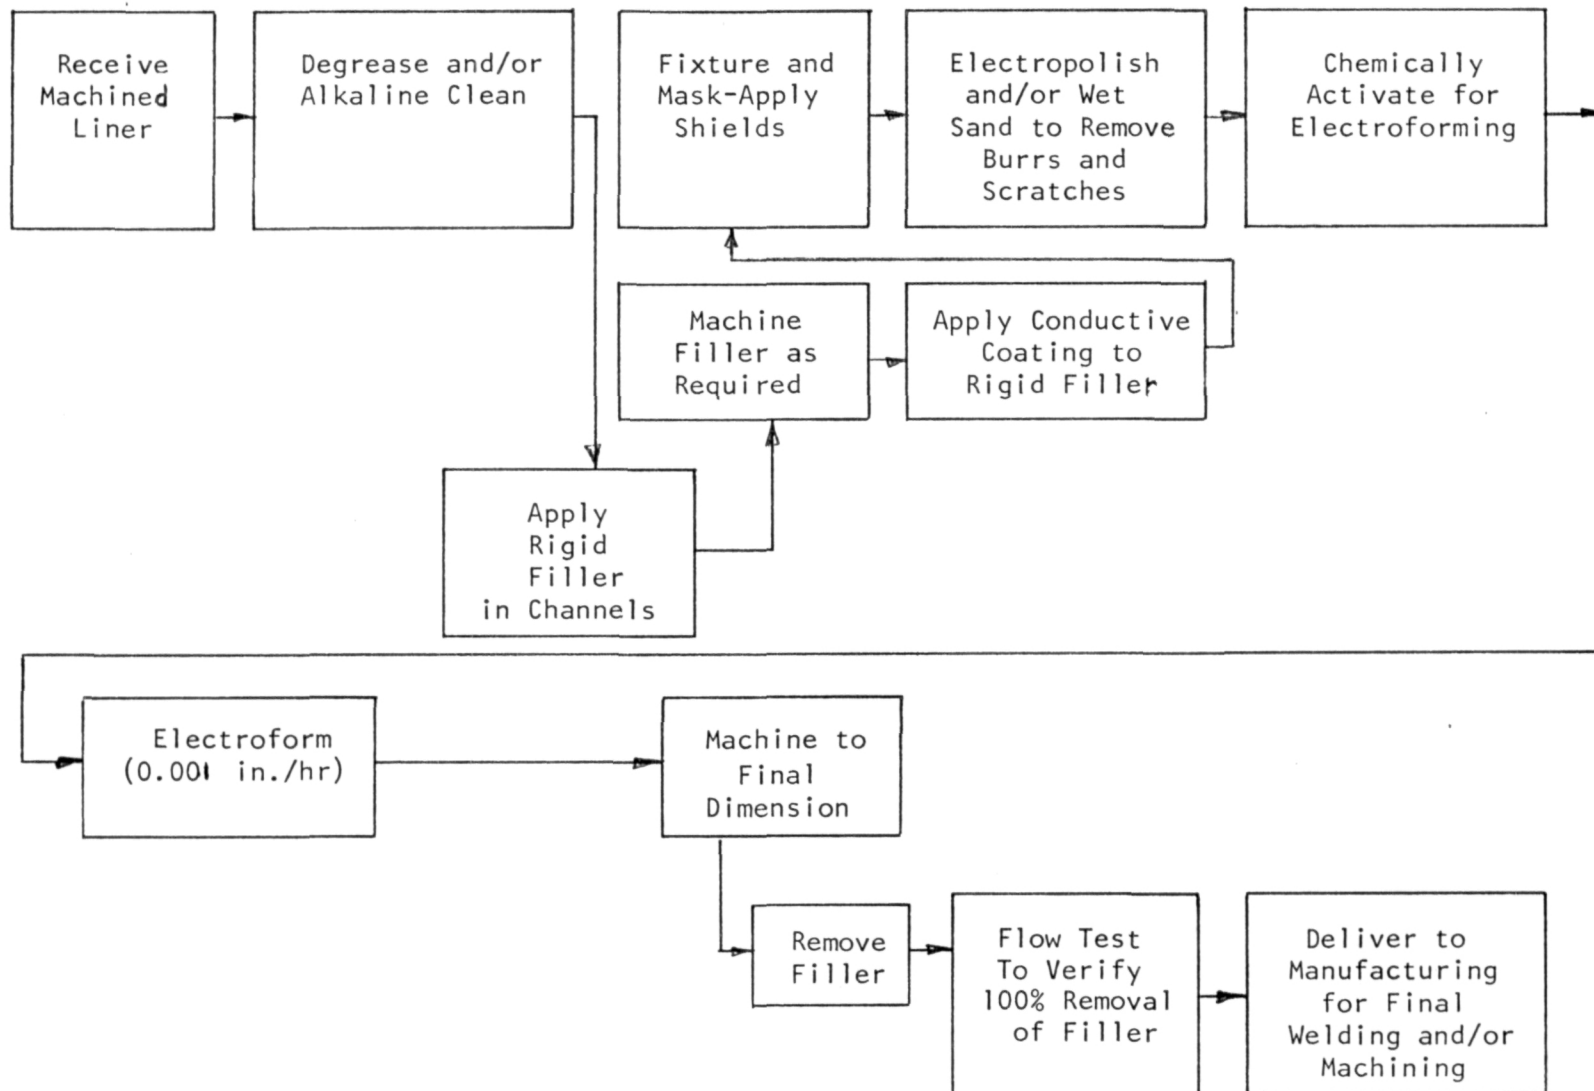 Receive
Machined
Liner
Degrease and/or
Alkaline Clean
Fixture and
Mask-Apply
Shields
Electropolish
and/or Wet
Sand to Remove
Burrs and
Scratches
Chemically
Activate for
Electroforming
Machine
Filler as
Required
Apply Conductive
Coating to
Rigid Filler
Apply
Rigid
Filler
in Channels
Electroform
(0.001 in./hr)
Machine to
Final
Dimension
Remove
Filler
Flow Test
To Verify
100% Removal
of Filler
Deliver to
Manufacturing
for Final
Welding and/or
Machining